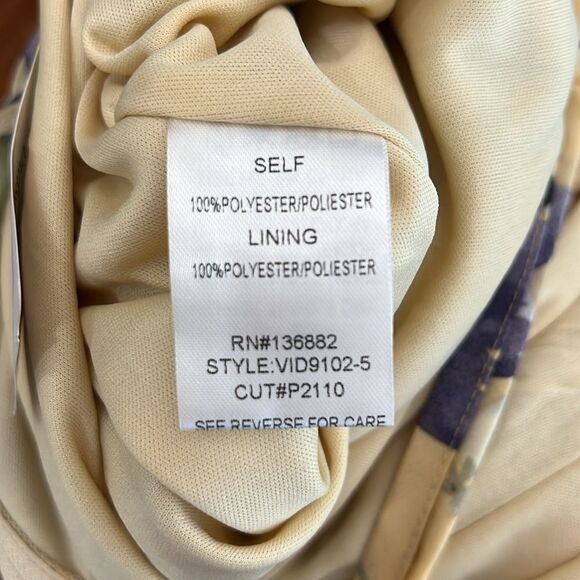 SELF
100%POLYESTER/POLIESTER
LINING
100%POLYESTER/POLIESTER
RN#136882
STYLE:VID9102-5
CUT#P2110
SEE REVERSE FOR CARE